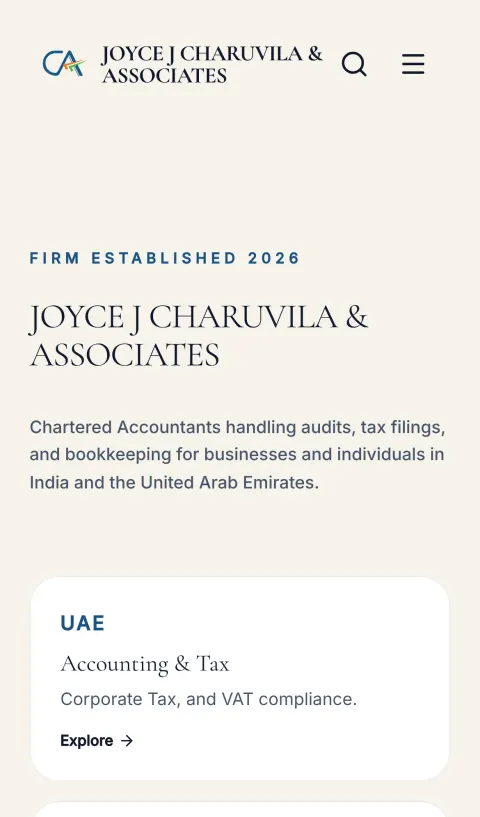 CA
JOYCE J CHARUVILA &
ASSOCIATES
FIRM ESTABLISHED 2026
JOYCE J CHARUVILA &
ASSOCIATES
Chartered Accountants handling audits, tax filings,
and bookkeeping for businesses and individuals in
India and the United Arab Emirates.
UAE
Accounting & Tax
Corporate Tax, and VAT compliance.
Explore →